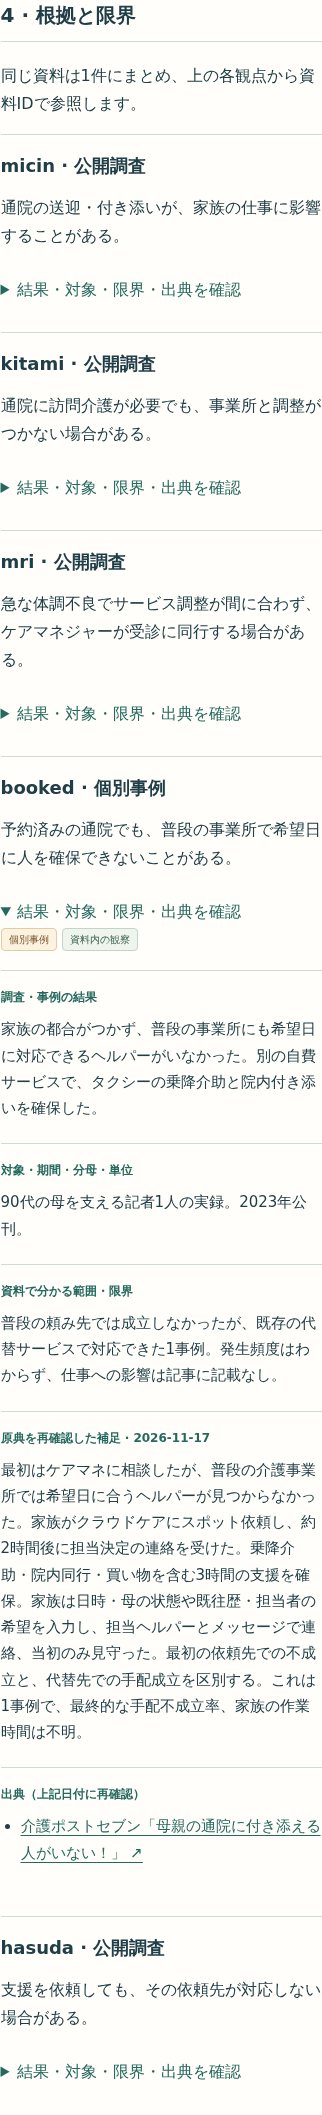 4・根拠と限界
同じ資料は1件にまとめ、上の各観点から資
料IDで参照します。
micin・公開調査
通院の送迎・付き添いが、家族の仕事に影響
することがある。
▶ 結果・対象・限界・出典を確認
kitami・公開調査
通院に訪問介護が必要でも、事業所と調整が
つかない場合がある。
▶ 結果・対象・限界・出典を確認
mri・公開調査
急な体調不良でサービス調整が間に合わず、
ケアマネジャーが受診に同行する場合があ
る。
▶ 結果・対象・限界・出典を確認
booked・個別事例
予約済みの通院でも、普段の事業所で希望日
に人を確保できないことがある。
▼ 結果・対象・限界・出典を確認
個別事例 資料内の観察
調査・事例の結果
家族の都合がつかず、普段の事業所にも希望日
に対応できるヘルパーがいなかった。別の自費
サービスで、タクシーの乗降介助と院内付き添
いを確保した。
対象・期間・分母・単位
90代の母を支える記者1人の実録。2023年公
刊。
資料で分かる範囲・限界
普段の頼み先では成立しなかったが、既存の代
替サービスで対応できた1事例。発生頻度はわ
からず、仕事への影響は記事に記載なし。
原典を再確認した補足・2026-11-17
最初はケアマネに相談したが、普段の介護事業
所では希望日に合うヘルパーが見つからなかっ
た。家族がクラウドケアにスポット依頼し、約
2時間後に担当決定の連絡を受けた。乗降介
助・院内同行・買い物を含む3時間の支援を確
保。家族は日時・母の状態や既往歴・担当者の
希望を入力し、担当ヘルパーとメッセージで連
絡、当初のみ見守った。最初の依頼先での不成
立と、代替先での手配成立を区別する。これは
1事例で、最終的な手配不成立率、家族の作業
時間は不明。
出典（上記日付に再確認）
• 介護ポストセブン「母親の通院に付き添える
人がいない！」 ↗
hasuda・公開調査
支援を依頼しても、その依頼先が対応しない
場合がある。
▶ 結果・対象・限界・出典を確認